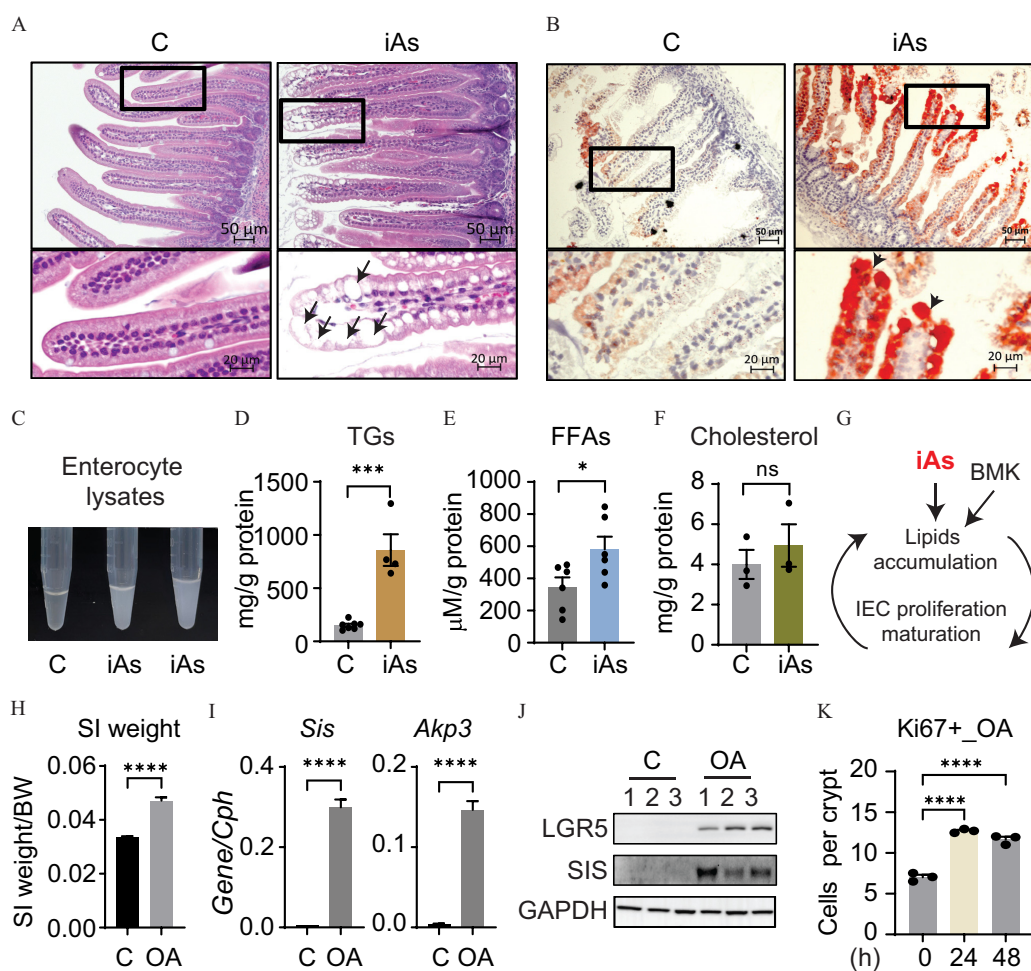 A
C
iAs
50 µm
50 µm
20 µm
20 µm
B
C
iAs
50 µm
50 µm
20 µm
20 µm
C
Enterocyte
lysates
C iAs iAs
D
TGs
***
mg/g protein
1500
1000
500
0
C iAs
E
FFAs
*
µM/g protein
1000
800
600
400
200
0
C iAs
F
Cholesterol
ns
mg/g protein
8
6
4
2
0
C iAs
G
iAs
BMK
Lipids
accumulation
IEC proliferation
maturation
H
SI weight
****
SI weight/BW
0.06
0.04
0.02
0.00
C OA
I
Sis
****
Gene/Cph
0.4
0.2
0.0
C OA
Akp3
****
0.2
0.1
0.0
C OA
J
C OA
1 2 3 1 2 3
LGR5
SIS
GAPDH
K
Ki67+_OA
****
****
Cells per crypt
20
15
10
5
0
(h) 0 24 48